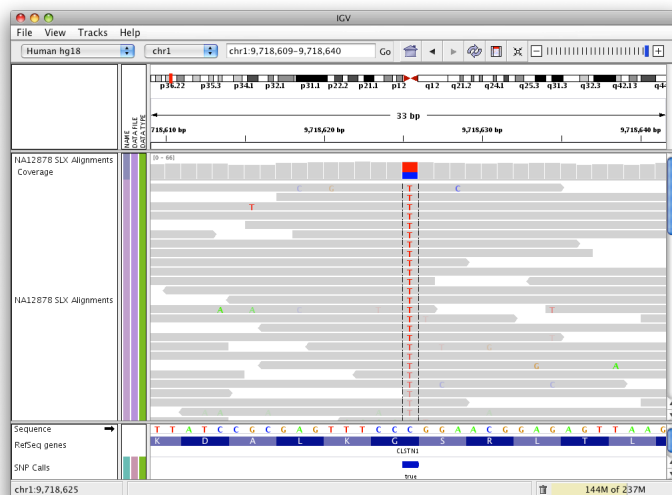 IGV
File View Tracks Help
Human hg18 chr1 chr1:9,718,609-9,718,640 Go
p36.22 p35.3 p34.1 p32.1 p31.1 p22.2 p21.1 p12 q12 q21.2 q24.1 q25.3 q31.1 q32.2 q42.13 q4
33 bp
718,610 bp 9,718,620 bp 9,718,630 bp 9,718,640 bp
NAME
DATA FILE
DATA TYPE
NA12878 SLX Alignments
Coverage
[0 - 66]
C G T C
T
T T
T
T
T
T
T
T
T
T
T
T
NA12878 SLX Alignments
A A C T T
T
T
T
T
T
T G A
T
T C C
T
T
T
Sequence T T A T C C G C G A G T T T C C C G G A A C G G A G A G T T A A G
RefSeq genes K D A L K G S R L T L
CLSTN1
SNP Calls
true
chr1:9,718,625 144M of 237M